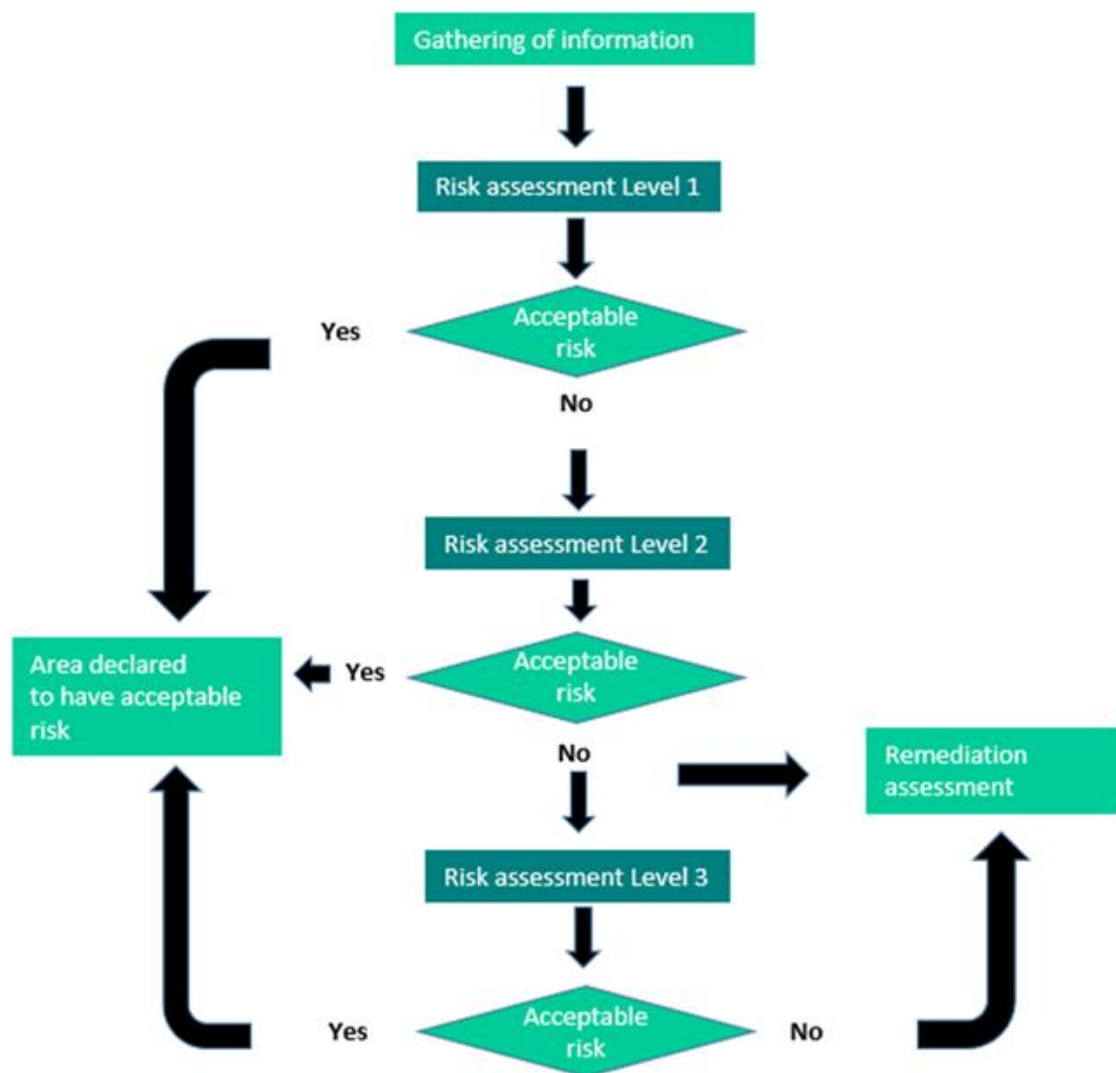 Gathering of information
Risk assessment Level 1
Acceptable
risk
Yes
No
Risk assessment Level 2
Acceptable
risk
Yes
Area declared
to have acceptable
risk
No
Remediation
assessment
Risk assessment Level 3
Acceptable
risk
Yes
No